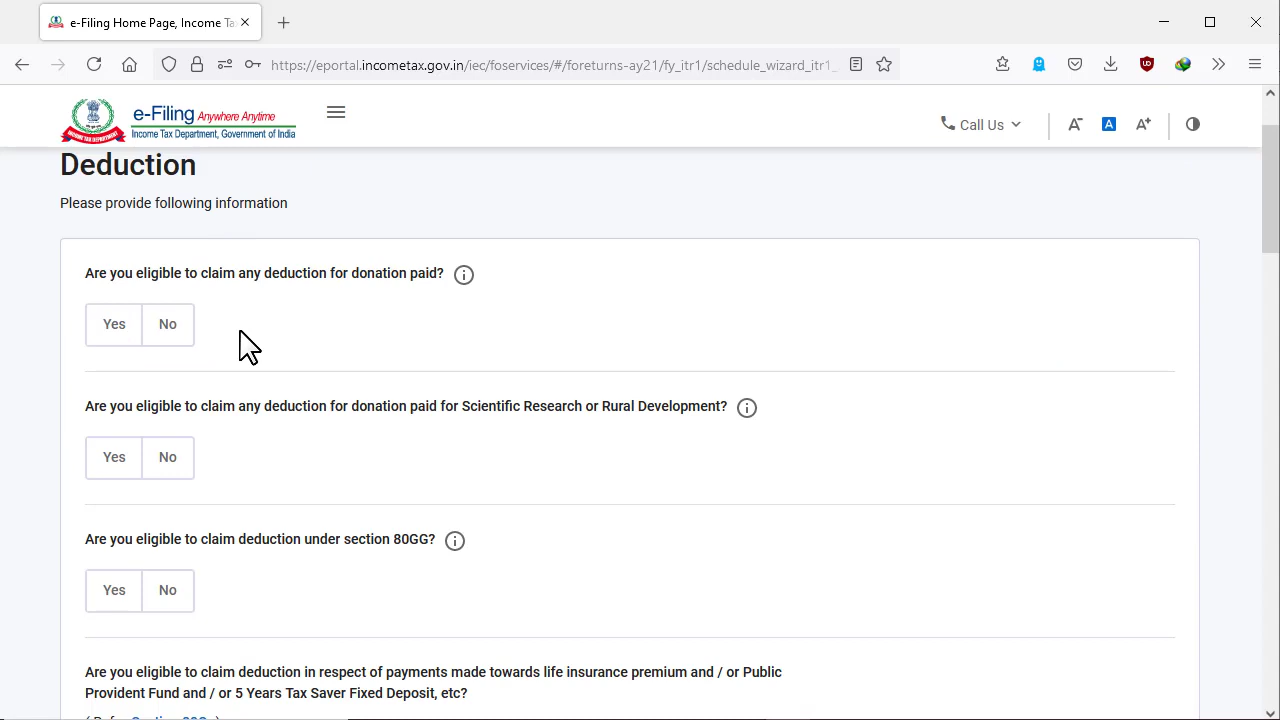 e-Filing Home Page, Income Ta
https://eportal.incometax.gov.in/iec/foservices/#/foreturns-ay21/fy_itr1/schedule_wizard_itr1_
e-Filing Anywhere Anytime
Income Tax Department, Government of India
Call Us
A-
A
A+
Deduction
Please provide following information
Are you eligible to claim any deduction for donation paid?
Yes No
Are you eligible to claim any deduction for donation paid for Scientific Research or Rural Development?
Yes No
Are you eligible to claim deduction under section 80GG?
Yes No
Are you eligible to claim deduction in respect of payments made towards life insurance premium and / or Public
Provident Fund and / or 5 Years Tax Saver Fixed Deposit, etc?